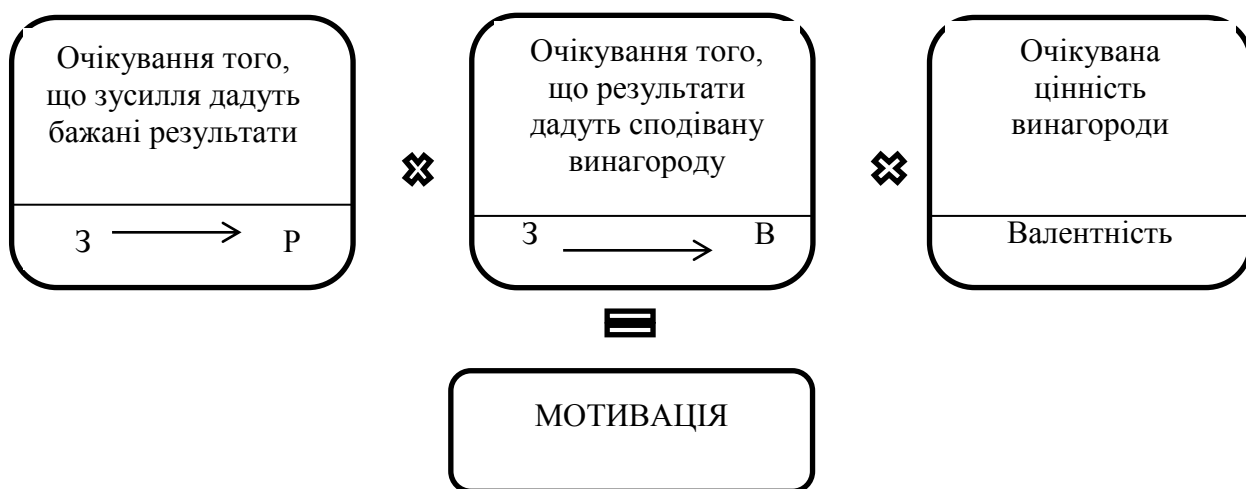 Очікування того,
що зусилля дадуть
бажані результати
З Р
Очікування того,
що результати
дадуть сподівану
винагороду
З В
Очікувана
цінність
винагороди
Валентність
МОТИВАЦІЯ